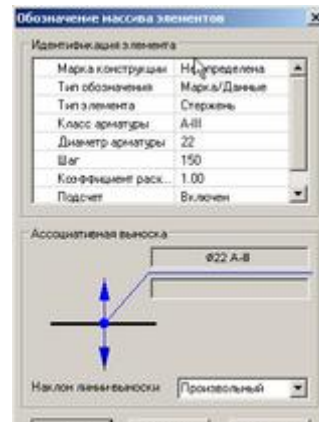 Обозначение массива элементов
Идентификация элемента
Марка конструкции Не определена
Тип обозначения Марка/Данные
Тип элемента Стержень
Класс арматуры А-III
Диаметр арматуры 22
Шаг 150
Коэффициент раск... 1.00
Подсчет Включен
Ассоциативная выноска
Ø22 А-III
Наклон линии выноски Произвольный